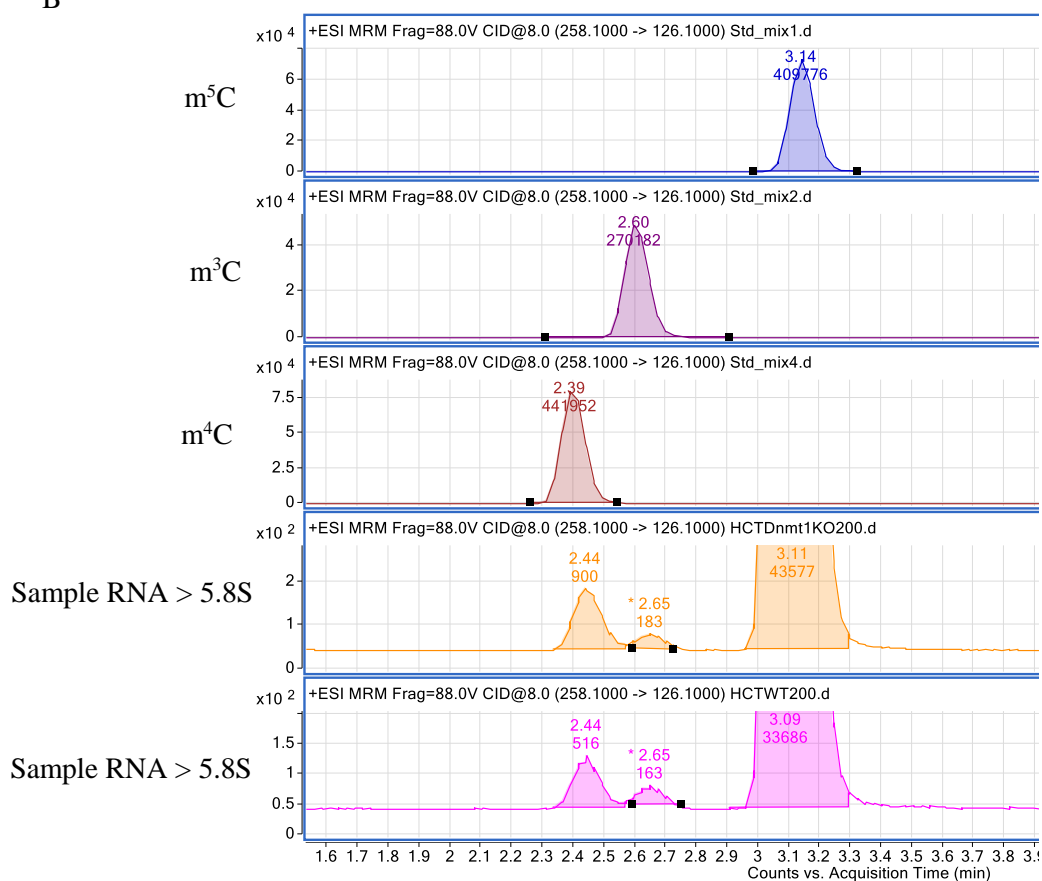 B
m⁵C
x10 4
+ESI MRM Frag=88.0V CID@8.0 (258.1000 -> 126.1000) Std_mix1.d
3.14
409776
6
4
2
0
m³C
x10 4
+ESI MRM Frag=88.0V CID@8.0 (258.1000 -> 126.1000) Std_mix2.d
2.60
270182
4
2
0
m⁴C
x10 4
+ESI MRM Frag=88.0V CID@8.0 (258.1000 -> 126.1000) Std_mix4.d
2.39
441952
7.5
5
2.5
0
Sample RNA > 5.8S
x10 2
+ESI MRM Frag=88.0V CID@8.0 (258.1000 -> 126.1000) HCTDnmt1KO200.d
2.44
900
* 2.65
183
3.11
43577
2
1
0
Sample RNA > 5.8S
x10 2
+ESI MRM Frag=88.0V CID@8.0 (258.1000 -> 126.1000) HCTWT200.d
2.44
516
* 2.65
163
3.09
33686
1.5
1
0.5
0
1.6 1.7 1.8 1.9 2 2.1 2.2 2.3 2.4 2.5 2.6 2.7 2.8 2.9 3 3.1 3.2 3.3 3.4 3.5 3.6 3.7 3.8 3.9
Counts vs. Acquisition Time (min)